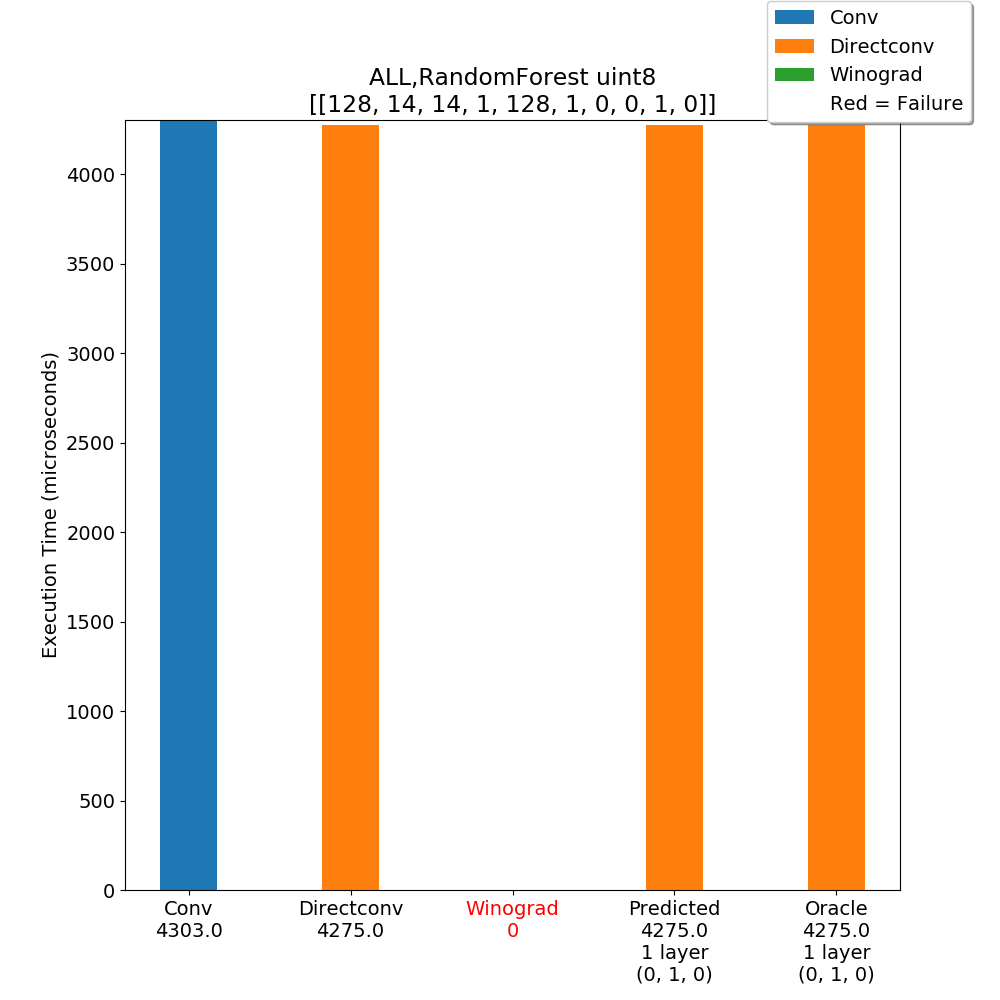 Conv
Directconv
Winograd
Red = Failure
ALL,RandomForest uint8
[[128, 14, 14, 1, 128, 1, 0, 0, 1, 0]]
Execution Time (microseconds)
4000
3500
3000
2500
2000
1500
1000
500
0
Conv
4303.0
Directconv
4275.0
Winograd
0
Predicted
4275.0
1 layer
(0, 1, 0)
Oracle
4275.0
1 layer
(0, 1, 0)